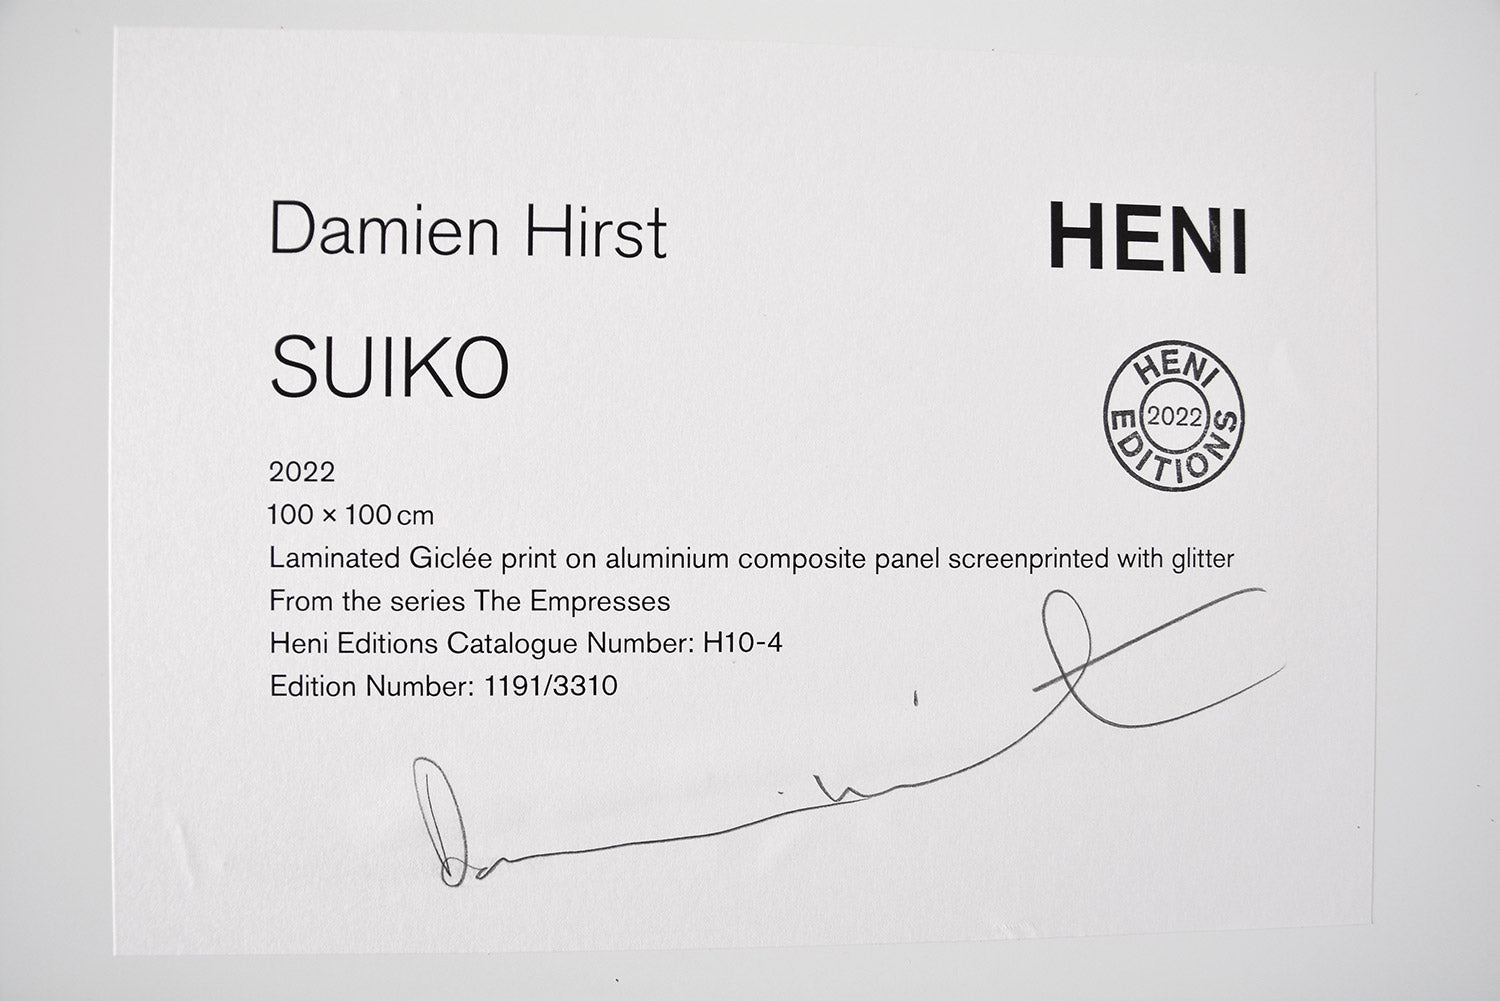 Damien Hirst
HENI
SUIKO
HENI
EDITIONS
2022
2022
100 × 100 cm
Laminated Giclée print on aluminium composite panel screenprinted with glitter
From the series The Empresses
Heni Editions Catalogue Number: H10-4
Edition Number: 1191/3310